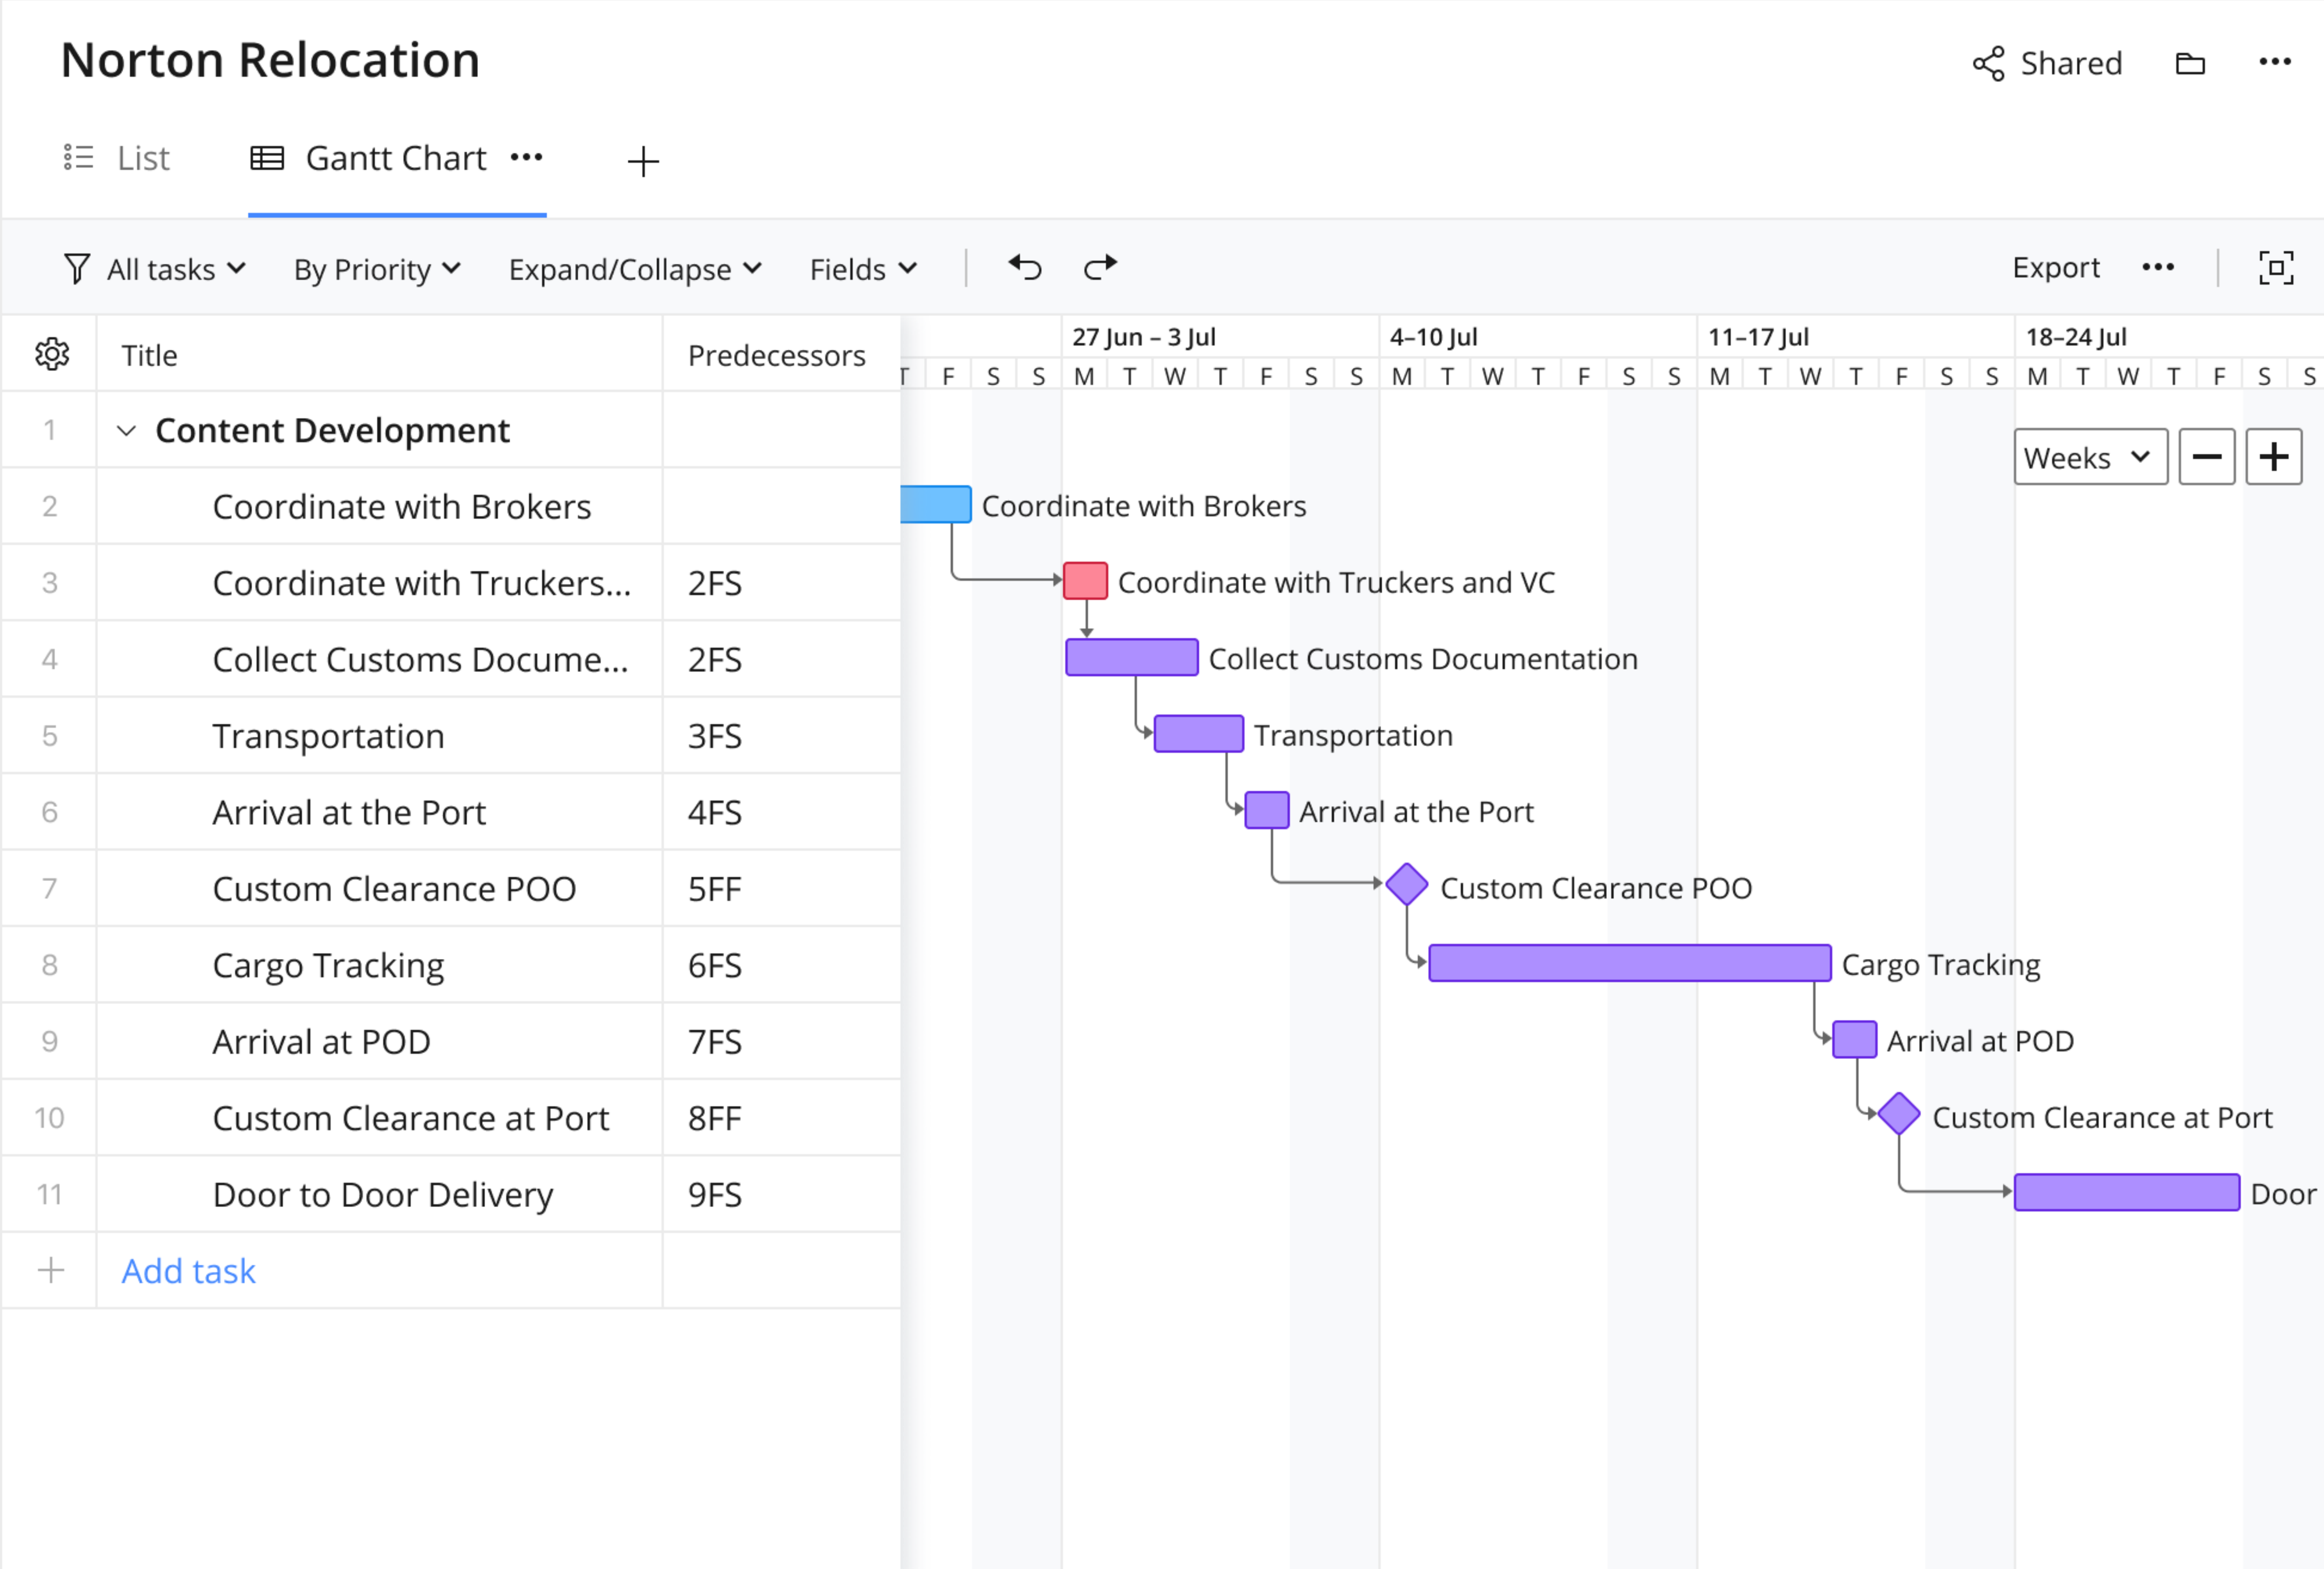 Norton Relocation
Shared
List
Gantt Chart
All tasks
By Priority
Expand/Collapse
Fields
Export
Title
Predecessors
27 Jun – 3 Jul
4–10 Jul
11–17 Jul
18–24 Jul
T F S S M T W T F S S M T W T F S S M T W T F S S M T W T F S S
Weeks
1 Content Development
2 Coordinate with Brokers
Coordinate with Brokers
3 Coordinate with Truckers... 2FS
Coordinate with Truckers and VC
4 Collect Customs Docume... 2FS
Collect Customs Documentation
5 Transportation 3FS
Transportation
6 Arrival at the Port 4FS
Arrival at the Port
7 Custom Clearance POO 5FF
Custom Clearance POO
8 Cargo Tracking 6FS
Cargo Tracking
9 Arrival at POD 7FS
Arrival at POD
10 Custom Clearance at Port 8FF
Custom Clearance at Port
11 Door to Door Delivery 9FS
Door
Add task